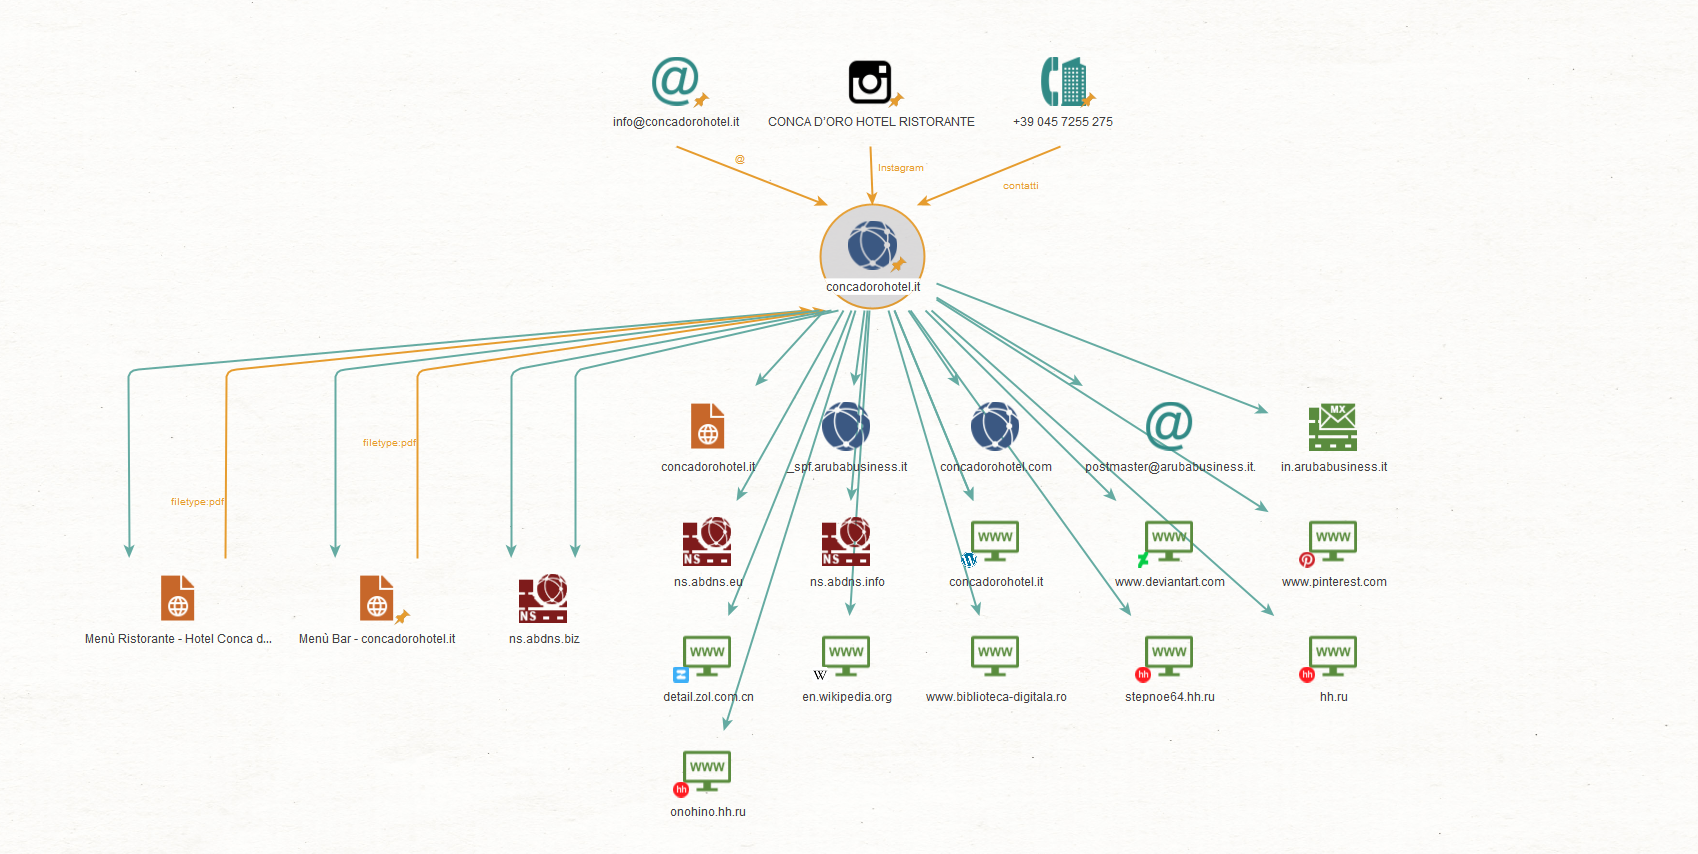 info@concadorohotel.it
CONCA D'ORO HOTEL RISTORANTE
+39 045 7255 275
@
Instagram
contatti
concadorohotel.it
filetype:pdf
filetype:pdf
MX
concadorohotel.it
_spf.arubabusiness.it
concadorohotel.com
postmaster@arubabusiness.it.
in.arubabusiness.it
NS
NS
WWW
WWW
WWW
ns.abdns.eu
ns.abdns.info
concadorohotel.it
www.deviantart.com
www.pinterest.com
NS
Menù Ristorante - Hotel Conca d...
Menù Bar - concadorohotel.it
ns.abdns.biz
WWW
WWW
WWW
WWW
WWW
W
hh
hh
detail.zol.com.cn
en.wikipedia.org
www.biblioteca-digitala.ro
stepnoe64.hh.ru
hh.ru
WWW
hh
onohino.hh.ru